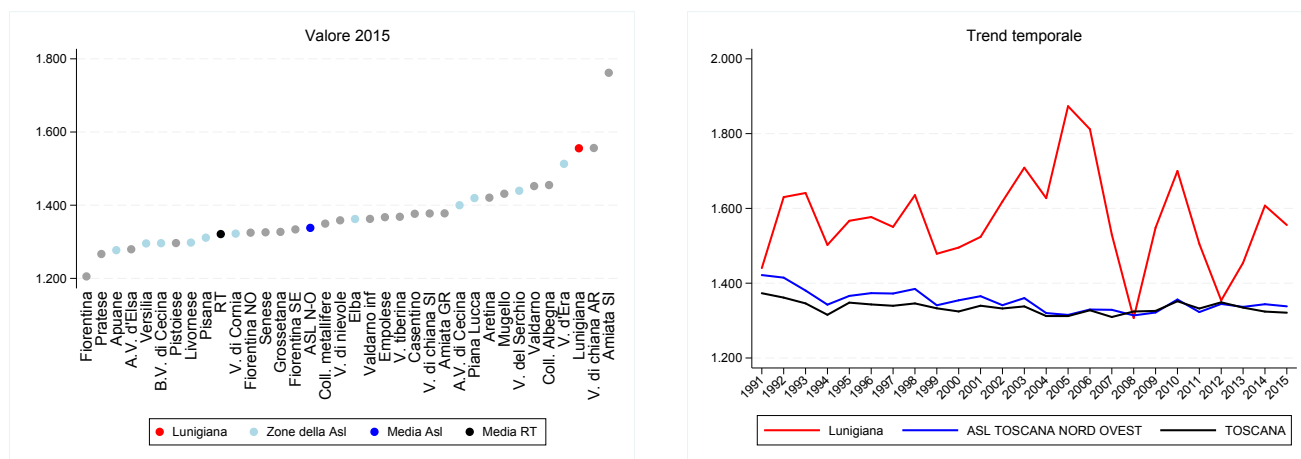 Valore 2015
1.800
1.600
1.400
1.200
Fiorentina
Pratese
Apuane
A.V. d'Elsa
Versilia
B.V. di Cecina
Pistoiese
Livornese
Pisana
RT
V. di Cornia
Fiorentina NO
Senese
Grossetana
Fiorentina SE
ASL N-O
Coll. metallifere
V. di nievole
Elba
Valdarno inf
Empolese
V. tiberina
Casentino
V. di chiana SI
Amiata GR
A.V. di Cecina
Piana Lucca
Aretina
Mugello
V. del Serchio
Valdarno
Coll. Albegna
V. d'Era
Lunigiana
V. di chiana AR
Amiata SI
Lunigiana Zone della Asl Media Asl Media RT
Trend temporale
2.000
1.800
1.600
1.400
1.200
1991 1992 1993 1994 1995 1996 1997 1998 1999 2000 2001 2002 2003 2004 2005 2006 2007 2008 2009 2010 2011 2012 2013 2014 2015
Lunigiana ASL TOSCANA NORD OVEST TOSCANA